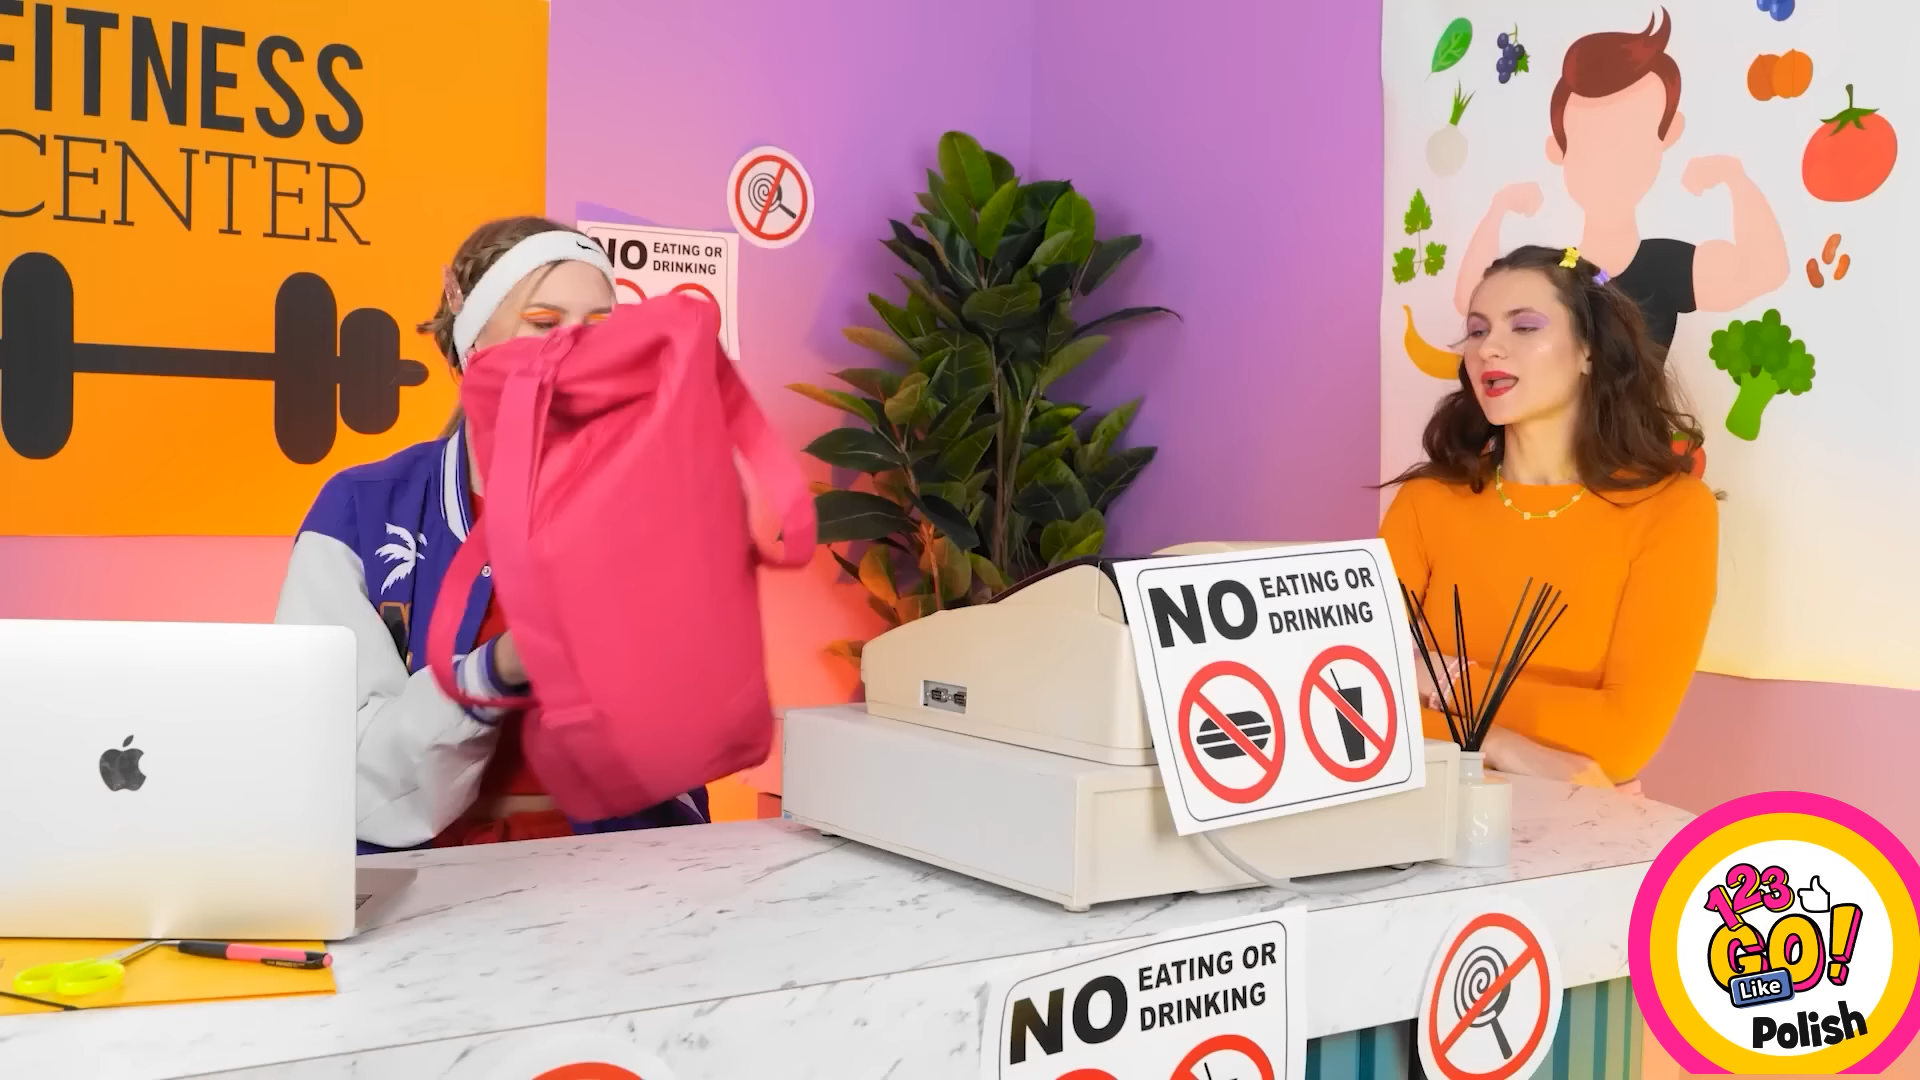 FITNESS
CENTER
NO EATING OR
DRINKING
NO EATING OR
DRINKING
NO EATING OR
DRINKING
S
123
GO!
Like
Polish